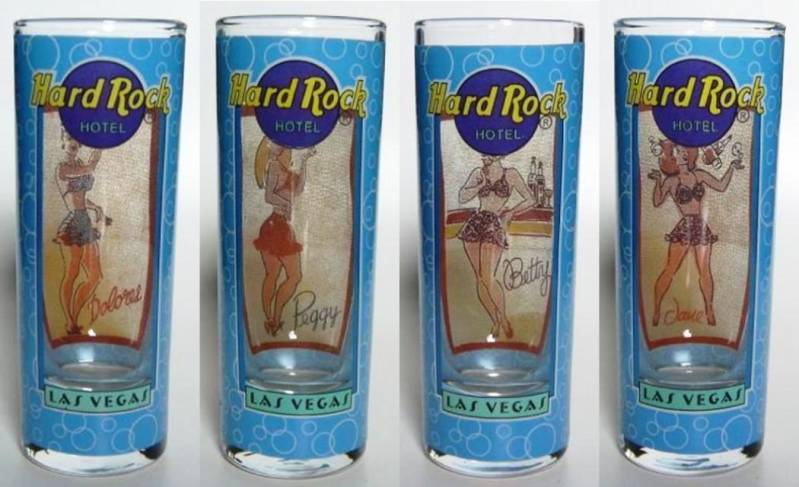 Hard Rock
HOTEL ®
Dolores
LAS VEGAS
Hard Rock
HOTEL ®
Peggy
LAS VEGAS
Hard Rock
HOTEL ®
Betty
LAS VEGAS
Hard Rock
HOTEL ®
Jane
LAS VEGAS